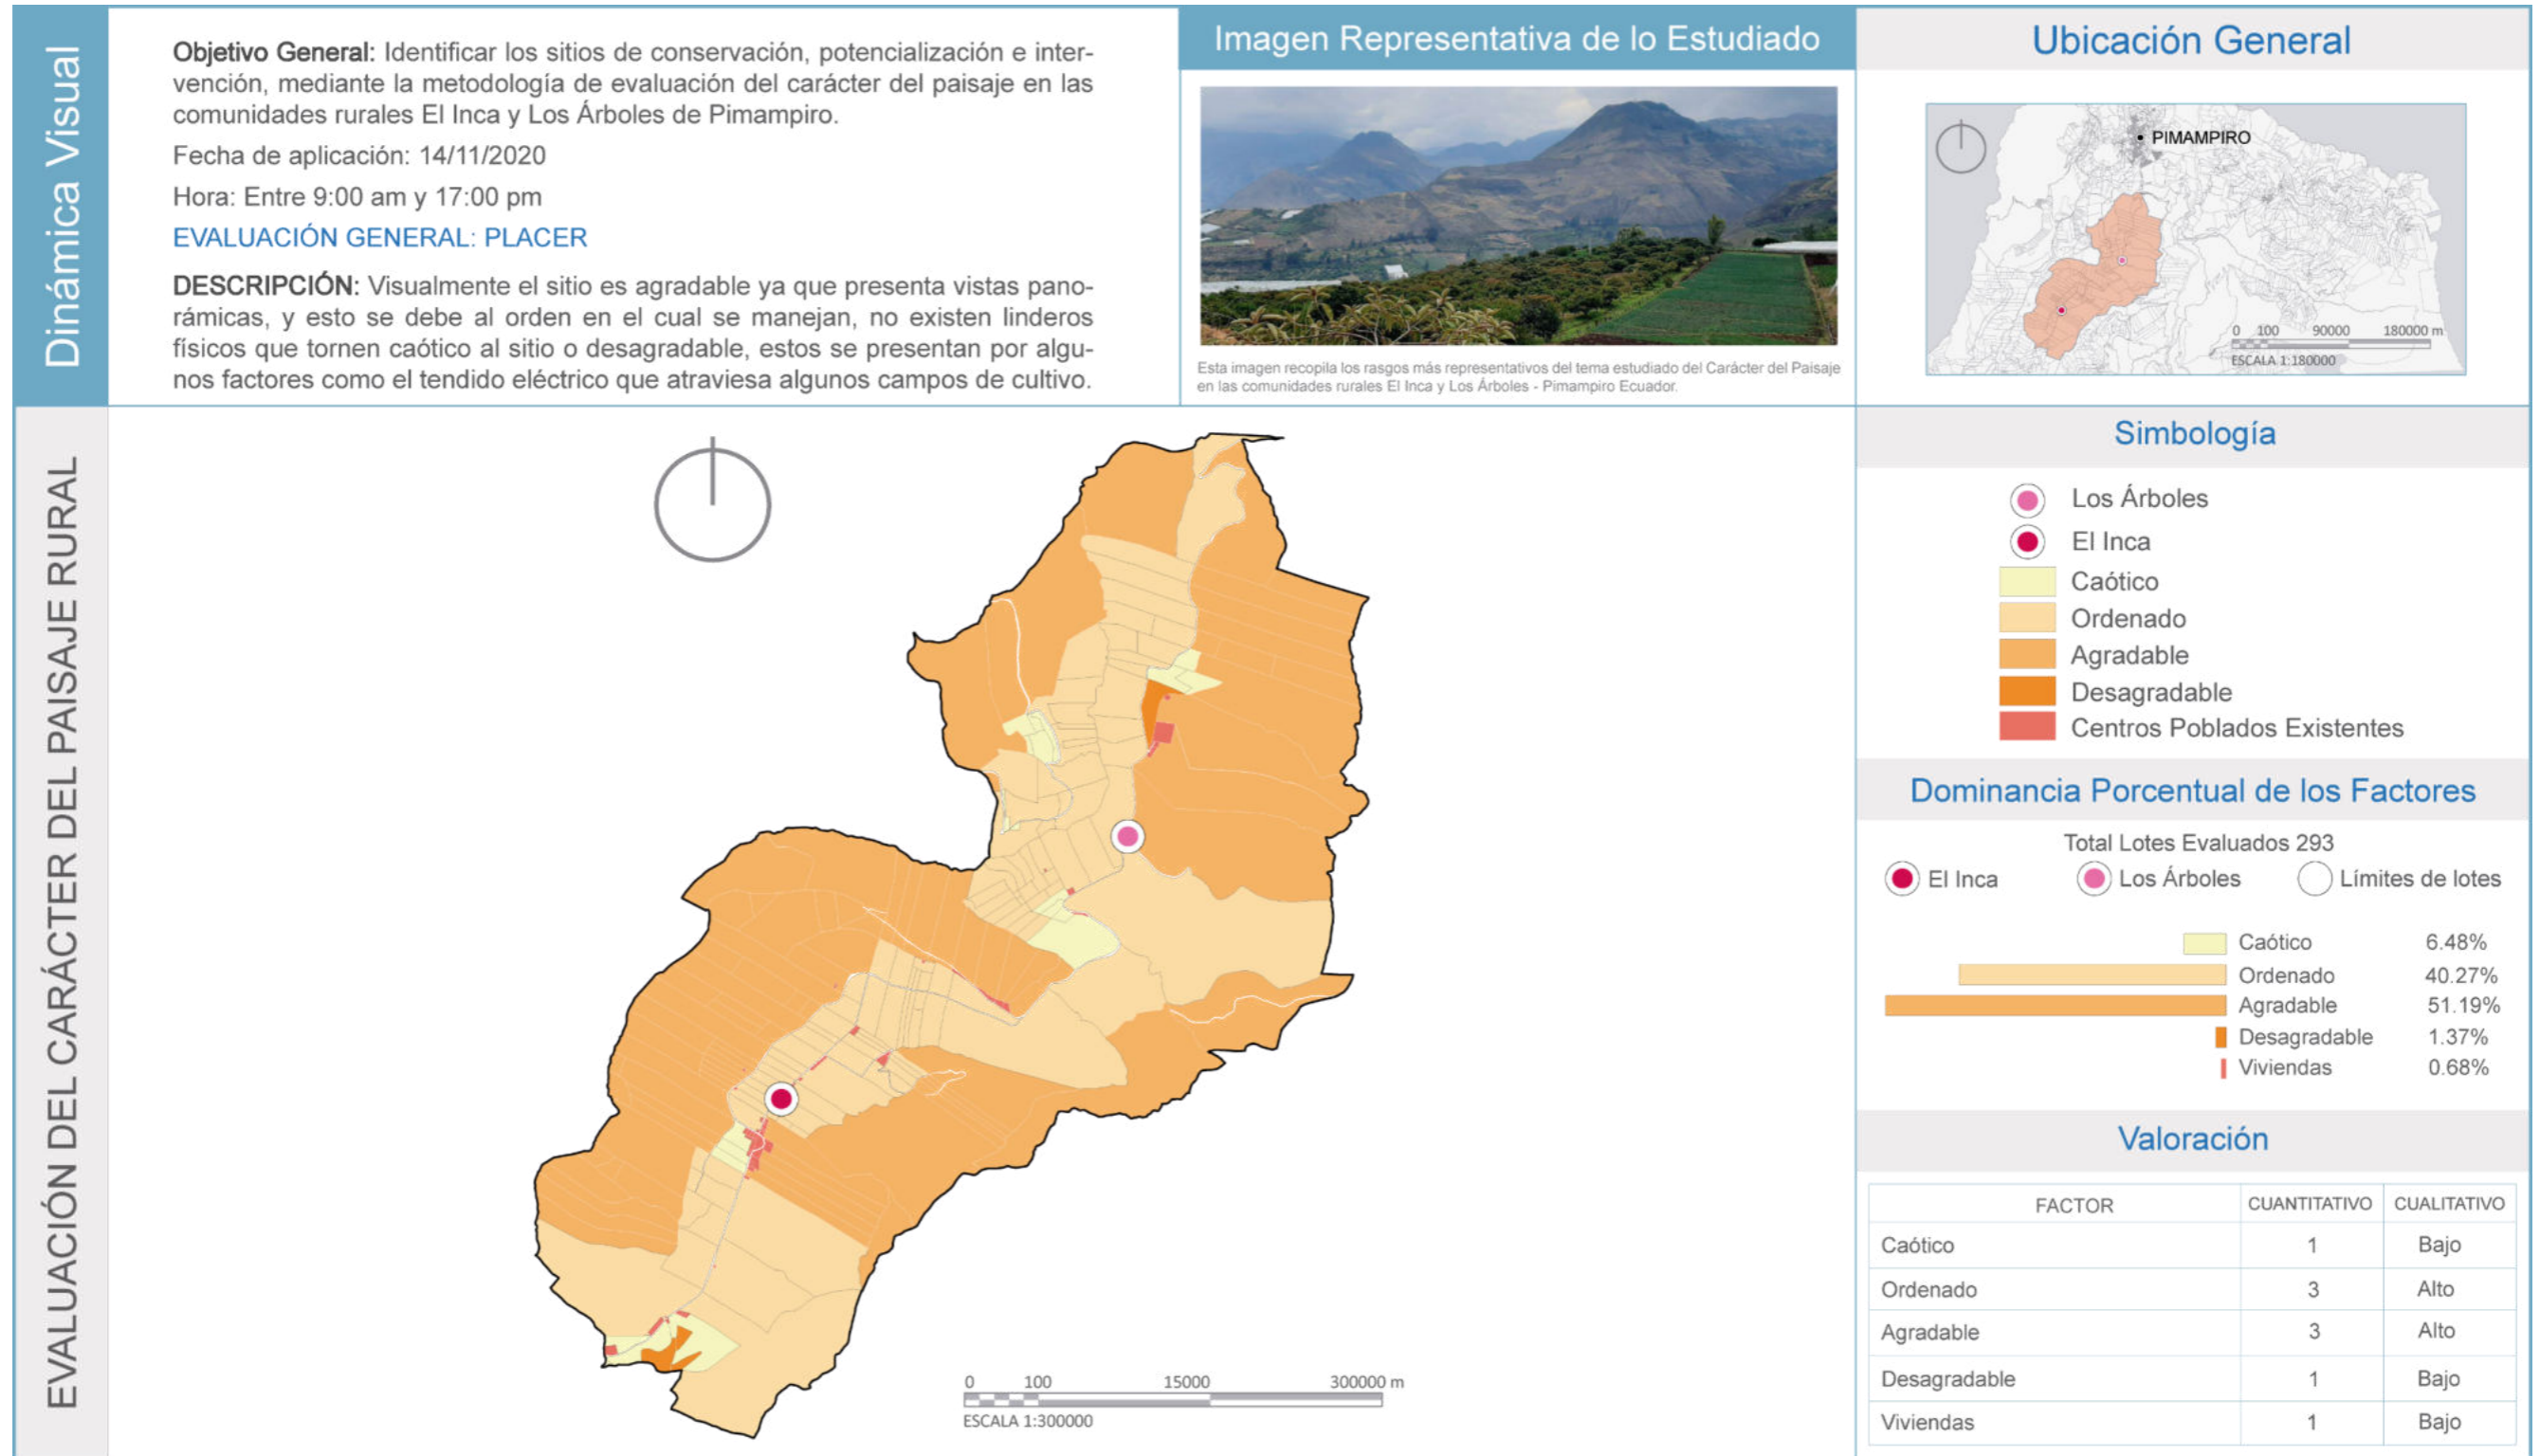 Dinámica Visual
Objetivo General: Identificar los sitios de conservación, potencialización e inter-
vención, mediante la metodología de evaluación del carácter del paisaje en las
comunidades rurales El Inca y Los Árboles de Pimampiro.
Fecha de aplicación: 14/11/2020
Hora: Entre 9:00 am y 17:00 pm
EVALUACIÓN GENERAL: PLACER
DESCRIPCIÓN: Visualmente el sitio es agradable ya que presenta vistas pano-
rámicas, y esto se debe al orden en el cual se manejan, no existen linderos
físicos que tornen caótico al sitio o desagradable, estos se presentan por algu-
nos factores como el tendido eléctrico que atraviesa algunos campos de cultivo.
Imagen Representativa de lo Estudiado
Esta imagen recopila los rasgos más representativos del tema estudiado del Carácter del Paisaje
en las comunidades rurales El Inca y Los Árboles - Pimampiro Ecuador.
Ubicación General
PIMAMPIRO
0 100 90000 180000 m
ESCALA 1:180000
EVALUACIÓN DEL CARÁCTER DEL PAISAJE RURAL
0 100 15000 300000 m
ESCALA 1:300000
Simbología
Los Árboles
El Inca
Caótico
Ordenado
Agradable
Desagradable
Centros Poblados Existentes
Dominancia Porcentual de los Factores
Total Lotes Evaluados 293
El Inca Los Árboles Límites de lotes
Caótico 6.48%
Ordenado 40.27%
Agradable 51.19%
Desagradable 1.37%
Viviendas 0.68%
Valoración
FACTOR CUANTITATIVO CUALITATIVO
Caótico 1 Bajo
Ordenado 3 Alto
Agradable 3 Alto
Desagradable 1 Bajo
Viviendas 1 Bajo